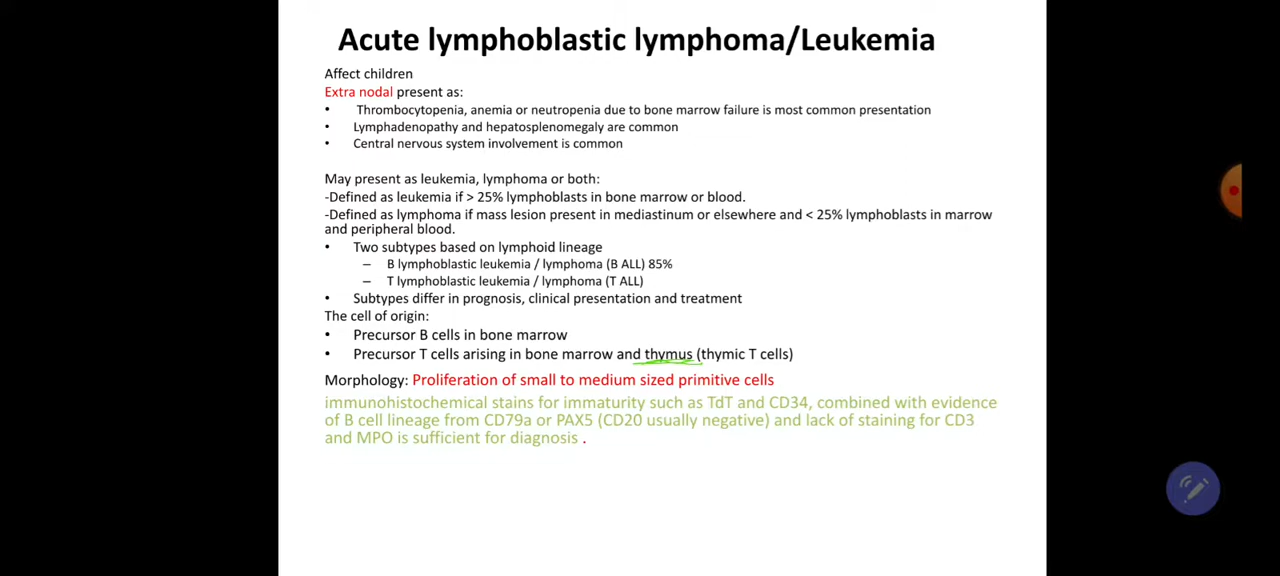 Acute lymphoblastic lymphoma/Leukemia
Affect children
Extra nodal present as:
• Thrombocytopenia, anemia or neutropenia due to bone marrow failure is most common presentation
• Lymphadenopathy and hepatosplenomegaly are common
• Central nervous system involvement is common
May present as leukemia, lymphoma or both:
-Defined as leukemia if > 25% lymphoblasts in bone marrow or blood.
-Defined as lymphoma if mass lesion present in mediastinum or elsewhere and < 25% lymphoblasts in marrow
and peripheral blood.
• Two subtypes based on lymphoid lineage
– B lymphoblastic leukemia / lymphoma (B ALL) 85%
– T lymphoblastic leukemia / lymphoma (T ALL)
• Subtypes differ in prognosis, clinical presentation and treatment
The cell of origin:
• Precursor B cells in bone marrow
• Precursor T cells arising in bone marrow and thymus (thymic T cells)
Morphology: Proliferation of small to medium sized primitive cells
immunohistochemical stains for immaturity such as TdT and CD34, combined with evidence
of B cell lineage from CD79a or PAX5 (CD20 usually negative) and lack of staining for CD3
and MPO is sufficient for diagnosis .